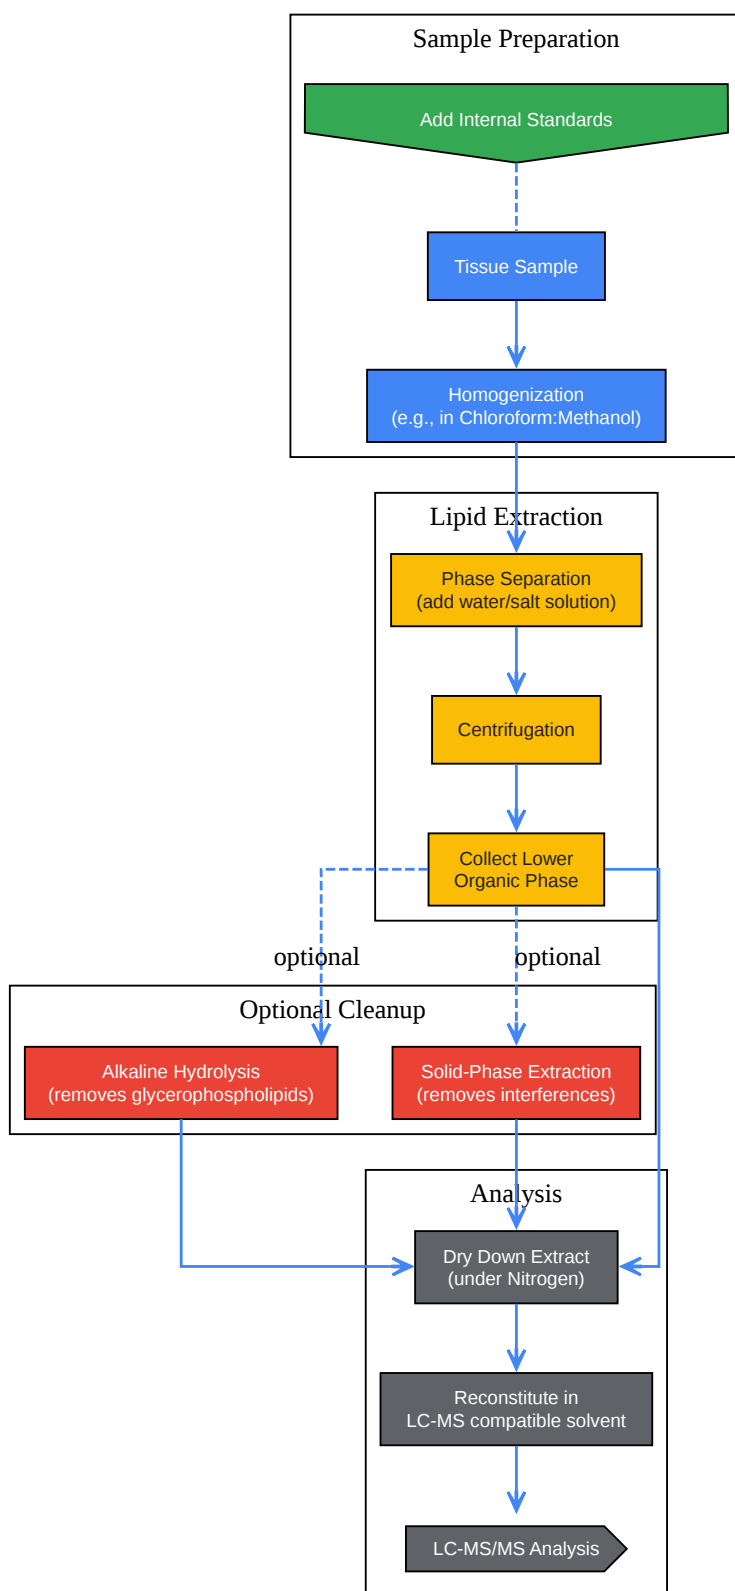 Sample Preparation
Add Internal Standards
Tissue Sample
Homogenization
(e.g., in Chloroform:Methanol)
Lipid Extraction
Phase Separation
(add water/salt solution)
Centrifugation
Collect Lower
Organic Phase
optional
optional
Optional Cleanup
Alkaline Hydrolysis
(removes glycerophospholipids)
Solid-Phase Extraction
(removes interferences)
Analysis
Dry Down Extract
(under Nitrogen)
Reconstitute in
LC-MS compatible solvent
LC-MS/MS Analysis